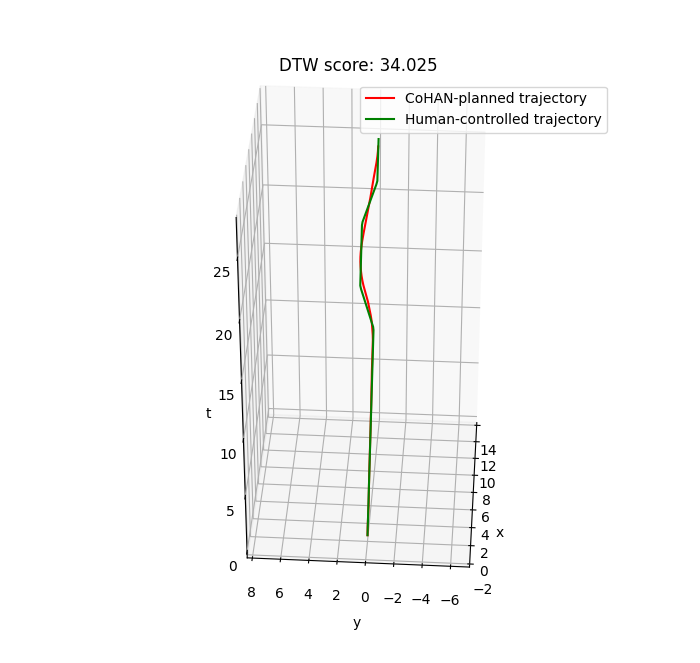 DTW score: 34.025
CoHAN-planned trajectory
Human-controlled trajectory
25
20
15
t
10
5
0
14
12
10
8
6
4
x
2
0
−2
8 6 4 2 0 −2 −4 −6
y